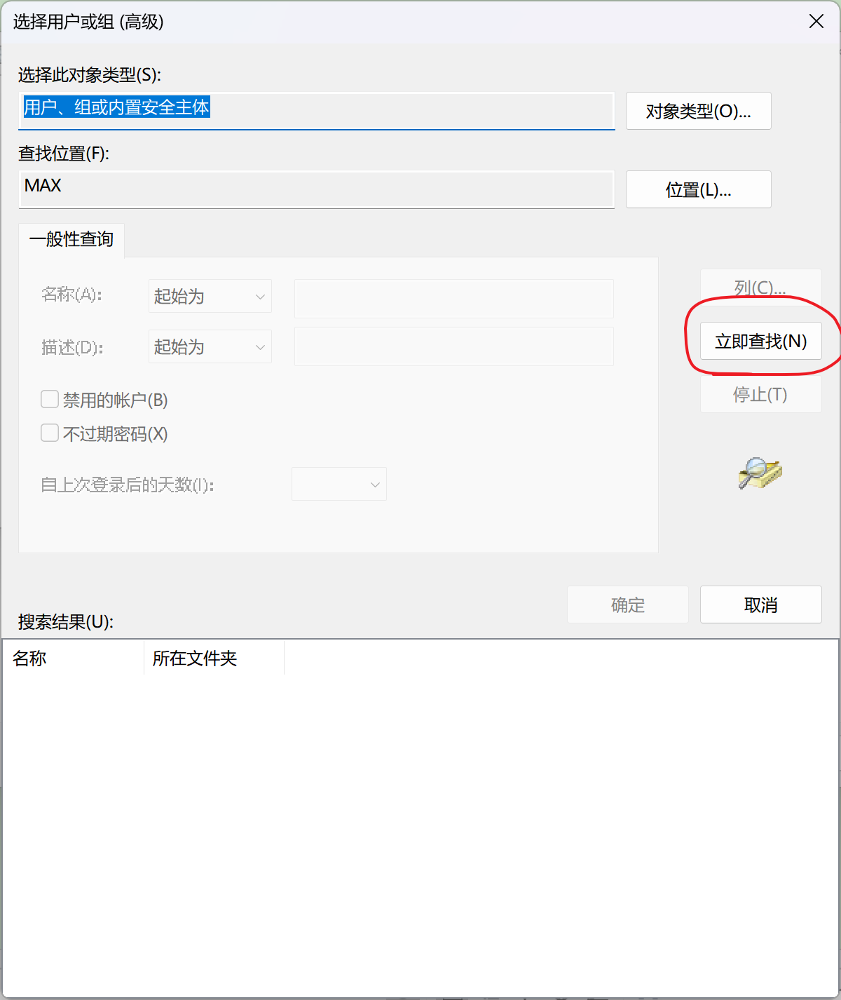 选择用户或组 (高级)
选择此对象类型(S):
用户、组或内置安全主体
对象类型(O)...
查找位置(F):
MAX
位置(L)...
一般性查询
名称(A):
起始为
列(C)...
描述(D):
起始为
立即查找(N)
停止(T)
禁用的帐户(B)
不过期密码(X)
自上次登录后的天数(I):
确定
取消
搜索结果(U):
名称
所在文件夹